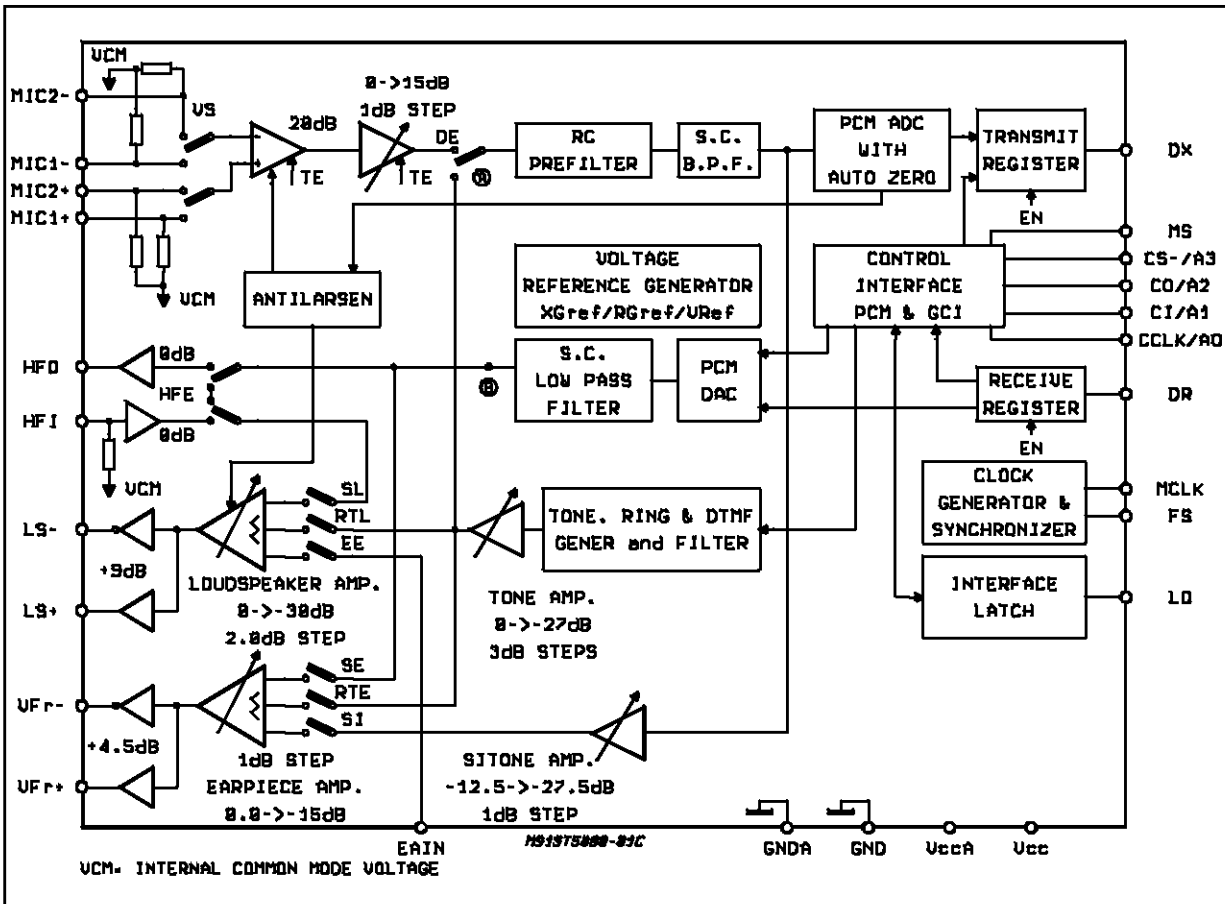 VCM
MIC2-
VS
MIC1-
MIC2+
MIC1+
VCM
20dB
TE
0->15dB
1dB STEP
TE
DE
A
RC
PREFILTER
S.C.
B.P.F.
PCM ADC
WITH
AUTO ZERO
TRANSMIT
REGISTER
EN
DX
MS
CS-/A3
CO/A2
CI/A1
CCLK/A0
ANTILARSEN
VOLTAGE
REFERENCE GENERATOR
XGref/RGref/VRef
CONTROL
INTERFACE
PCM & GCI
HFO
0dB
HFE
HFI
0dB
VCM
B
S.C.
LOW PASS
FILTER
PCM
DAC
RECEIVE
REGISTER
EN
DR
CLOCK
GENERATOR &
SYNCHRONIZER
MCLK
FS
LS-
+9dB
LS+
SL
RTL
EE
LOUDSPEAKER AMP.
0->-30dB
2.0dB STEP
TONE, RING & DTMF
GENER and FILTER
TONE AMP.
0->-27dB
3dB STEPS
INTERFACE
LATCH
LO
VFr-
+4.5dB
VFr+
SE
RTE
SI
1dB STEP
EARPIECE AMP.
0.0->-15dB
SITONE AMP.
-12.5->-27.5dB
1dB STEP
EAIN
M91ST5080-01C
GNDA
GND
VccA
Vcc
VCM= INTERNAL COMMON MODE VOLTAGE